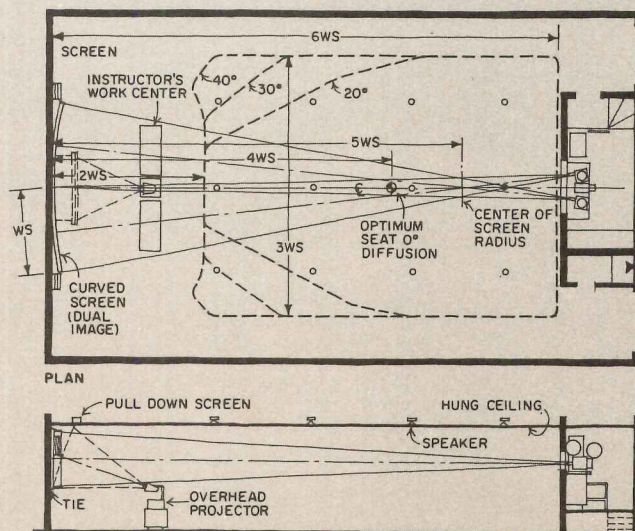 6WS
SCREEN
INSTRUCTOR'S
WORK CENTER
40°
30°
20°
5WS
4WS
2WS
WS
℄
OPTIMUM
SEAT 0°
DIFFUSION
CENTER OF
SCREEN
RADIUS
3WS
CURVED
SCREEN
(DUAL
IMAGE)
PLAN
PULL DOWN SCREEN
HUNG CEILING
SPEAKER
TIE
OVERHEAD
PROJECTOR